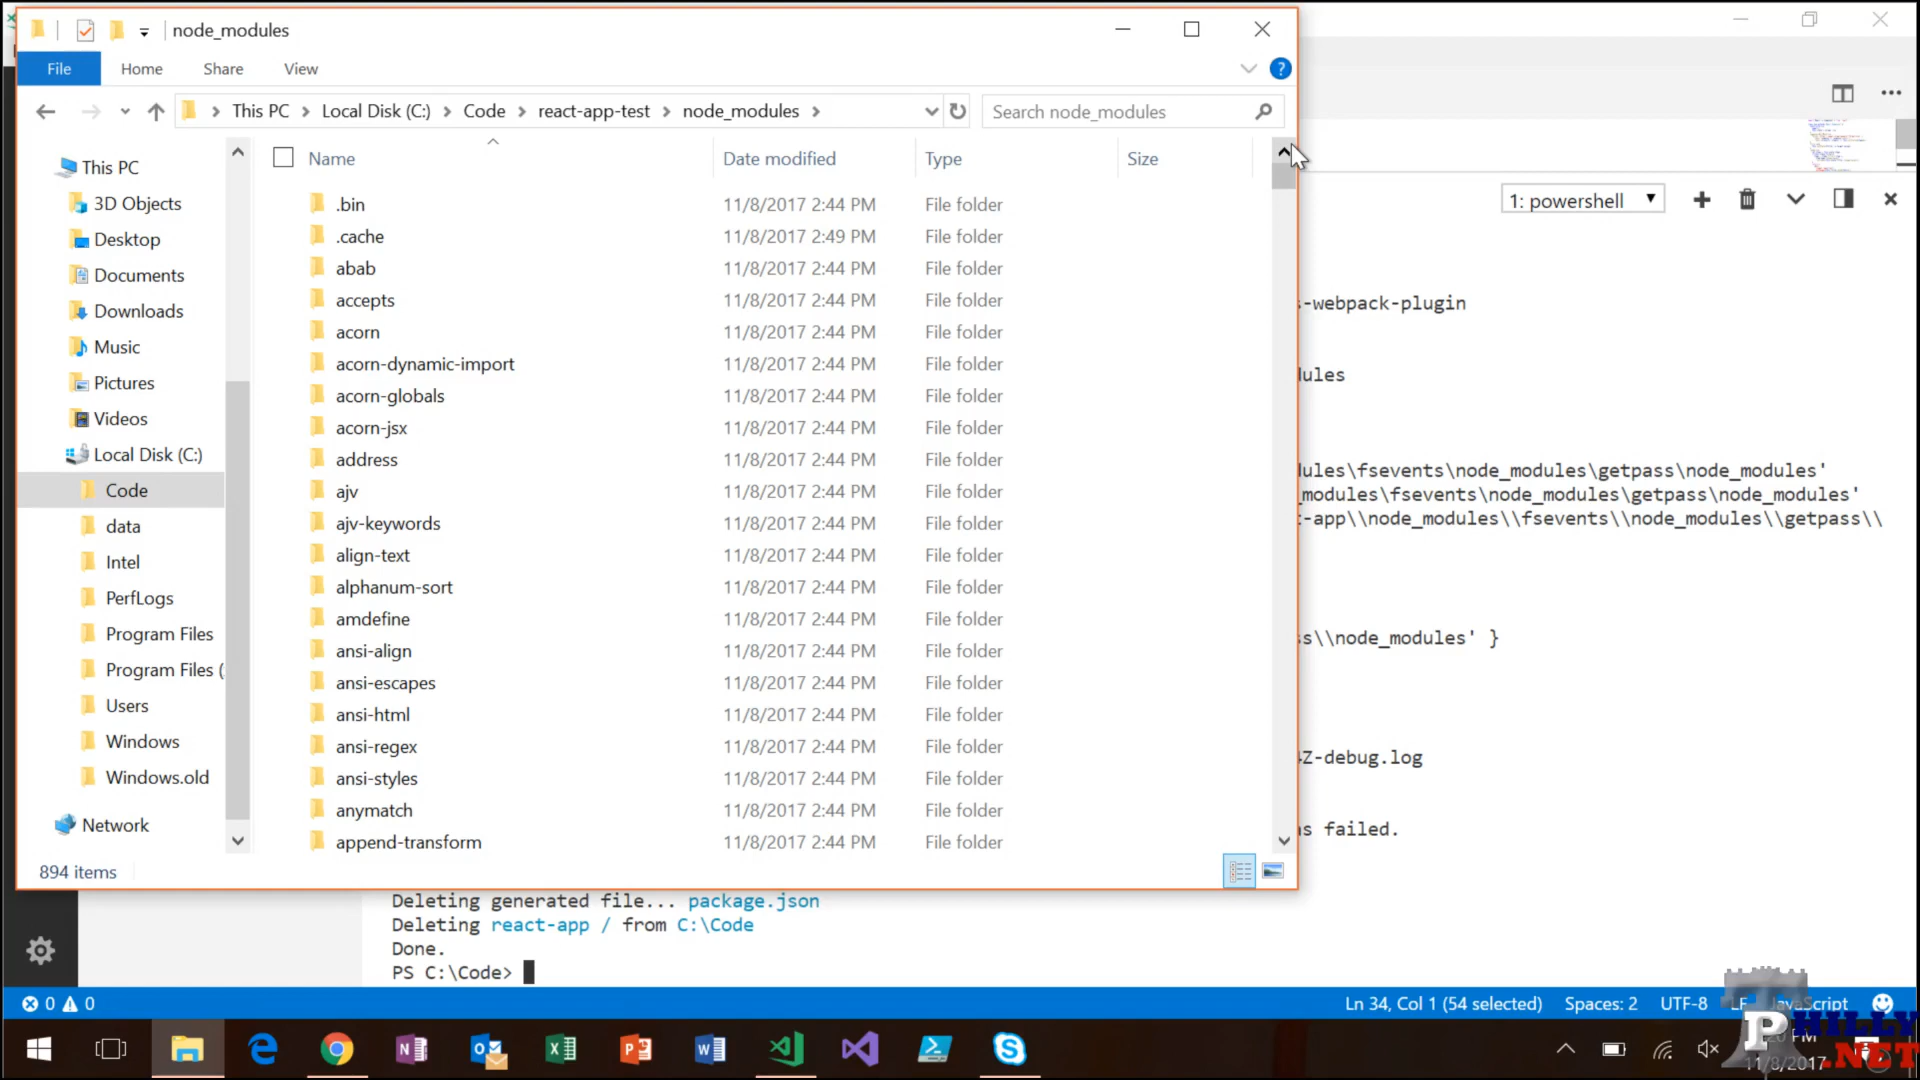 node_modules
File Home Share View
This PC Local Disk (C:) Code react-app-test node_modules
Search node_modules
Name Date modified Type Size
This PC
3D Objects
Desktop
Documents
Downloads
Music
Pictures
Videos
Local Disk (C:)
Code
data
Intel
PerfLogs
Program Files
Program Files (
Users
Windows
Windows.old
Network
.bin 11/8/2017 2:44 PM File folder
.cache 11/8/2017 2:49 PM File folder
abab 11/8/2017 2:44 PM File folder
accepts 11/8/2017 2:44 PM File folder
acorn 11/8/2017 2:44 PM File folder
acorn-dynamic-import 11/8/2017 2:44 PM File folder
acorn-globals 11/8/2017 2:44 PM File folder
acorn-jsx 11/8/2017 2:44 PM File folder
address 11/8/2017 2:44 PM File folder
ajv 11/8/2017 2:44 PM File folder
ajv-keywords 11/8/2017 2:44 PM File folder
align-text 11/8/2017 2:44 PM File folder
alphanum-sort 11/8/2017 2:44 PM File folder
amdefine 11/8/2017 2:44 PM File folder
ansi-align 11/8/2017 2:44 PM File folder
ansi-escapes 11/8/2017 2:44 PM File folder
ansi-html 11/8/2017 2:44 PM File folder
ansi-regex 11/8/2017 2:44 PM File folder
ansi-styles 11/8/2017 2:44 PM File folder
anymatch 11/8/2017 2:44 PM File folder
append-transform 11/8/2017 2:44 PM File folder
894 items
1: powershell
s-webpack-plugin
ules
ules\fsevents\node_modules\getpass\node_modules'
_modules\fsevents\node_modules\getpass\node_modules'
-app\\node_modules\\fsevents\\node_modules\\getpass\\
s\\node_modules' }
4Z-debug.log
s failed.
Deleting generated file... package.json
Deleting react-app / from C:\Code
Done.
PS C:\Code>
0 0
Ln 34, Col 1 (54 selected) Spaces: 2 UTF-8 LF JavaScript
PHILLY
.NET
PM
11/8/2017